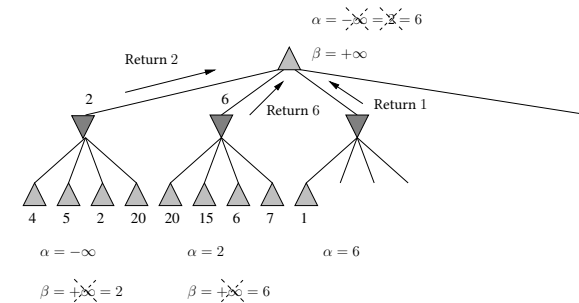 α = −∞ = 2 = 6
β = +∞
Return 2
2
6
Return 6
Return 1
4 5 2 20 20 15 6 7 1
α = −∞
α = 2
α = 6
β = +∞ = 2
β = +∞ = 6